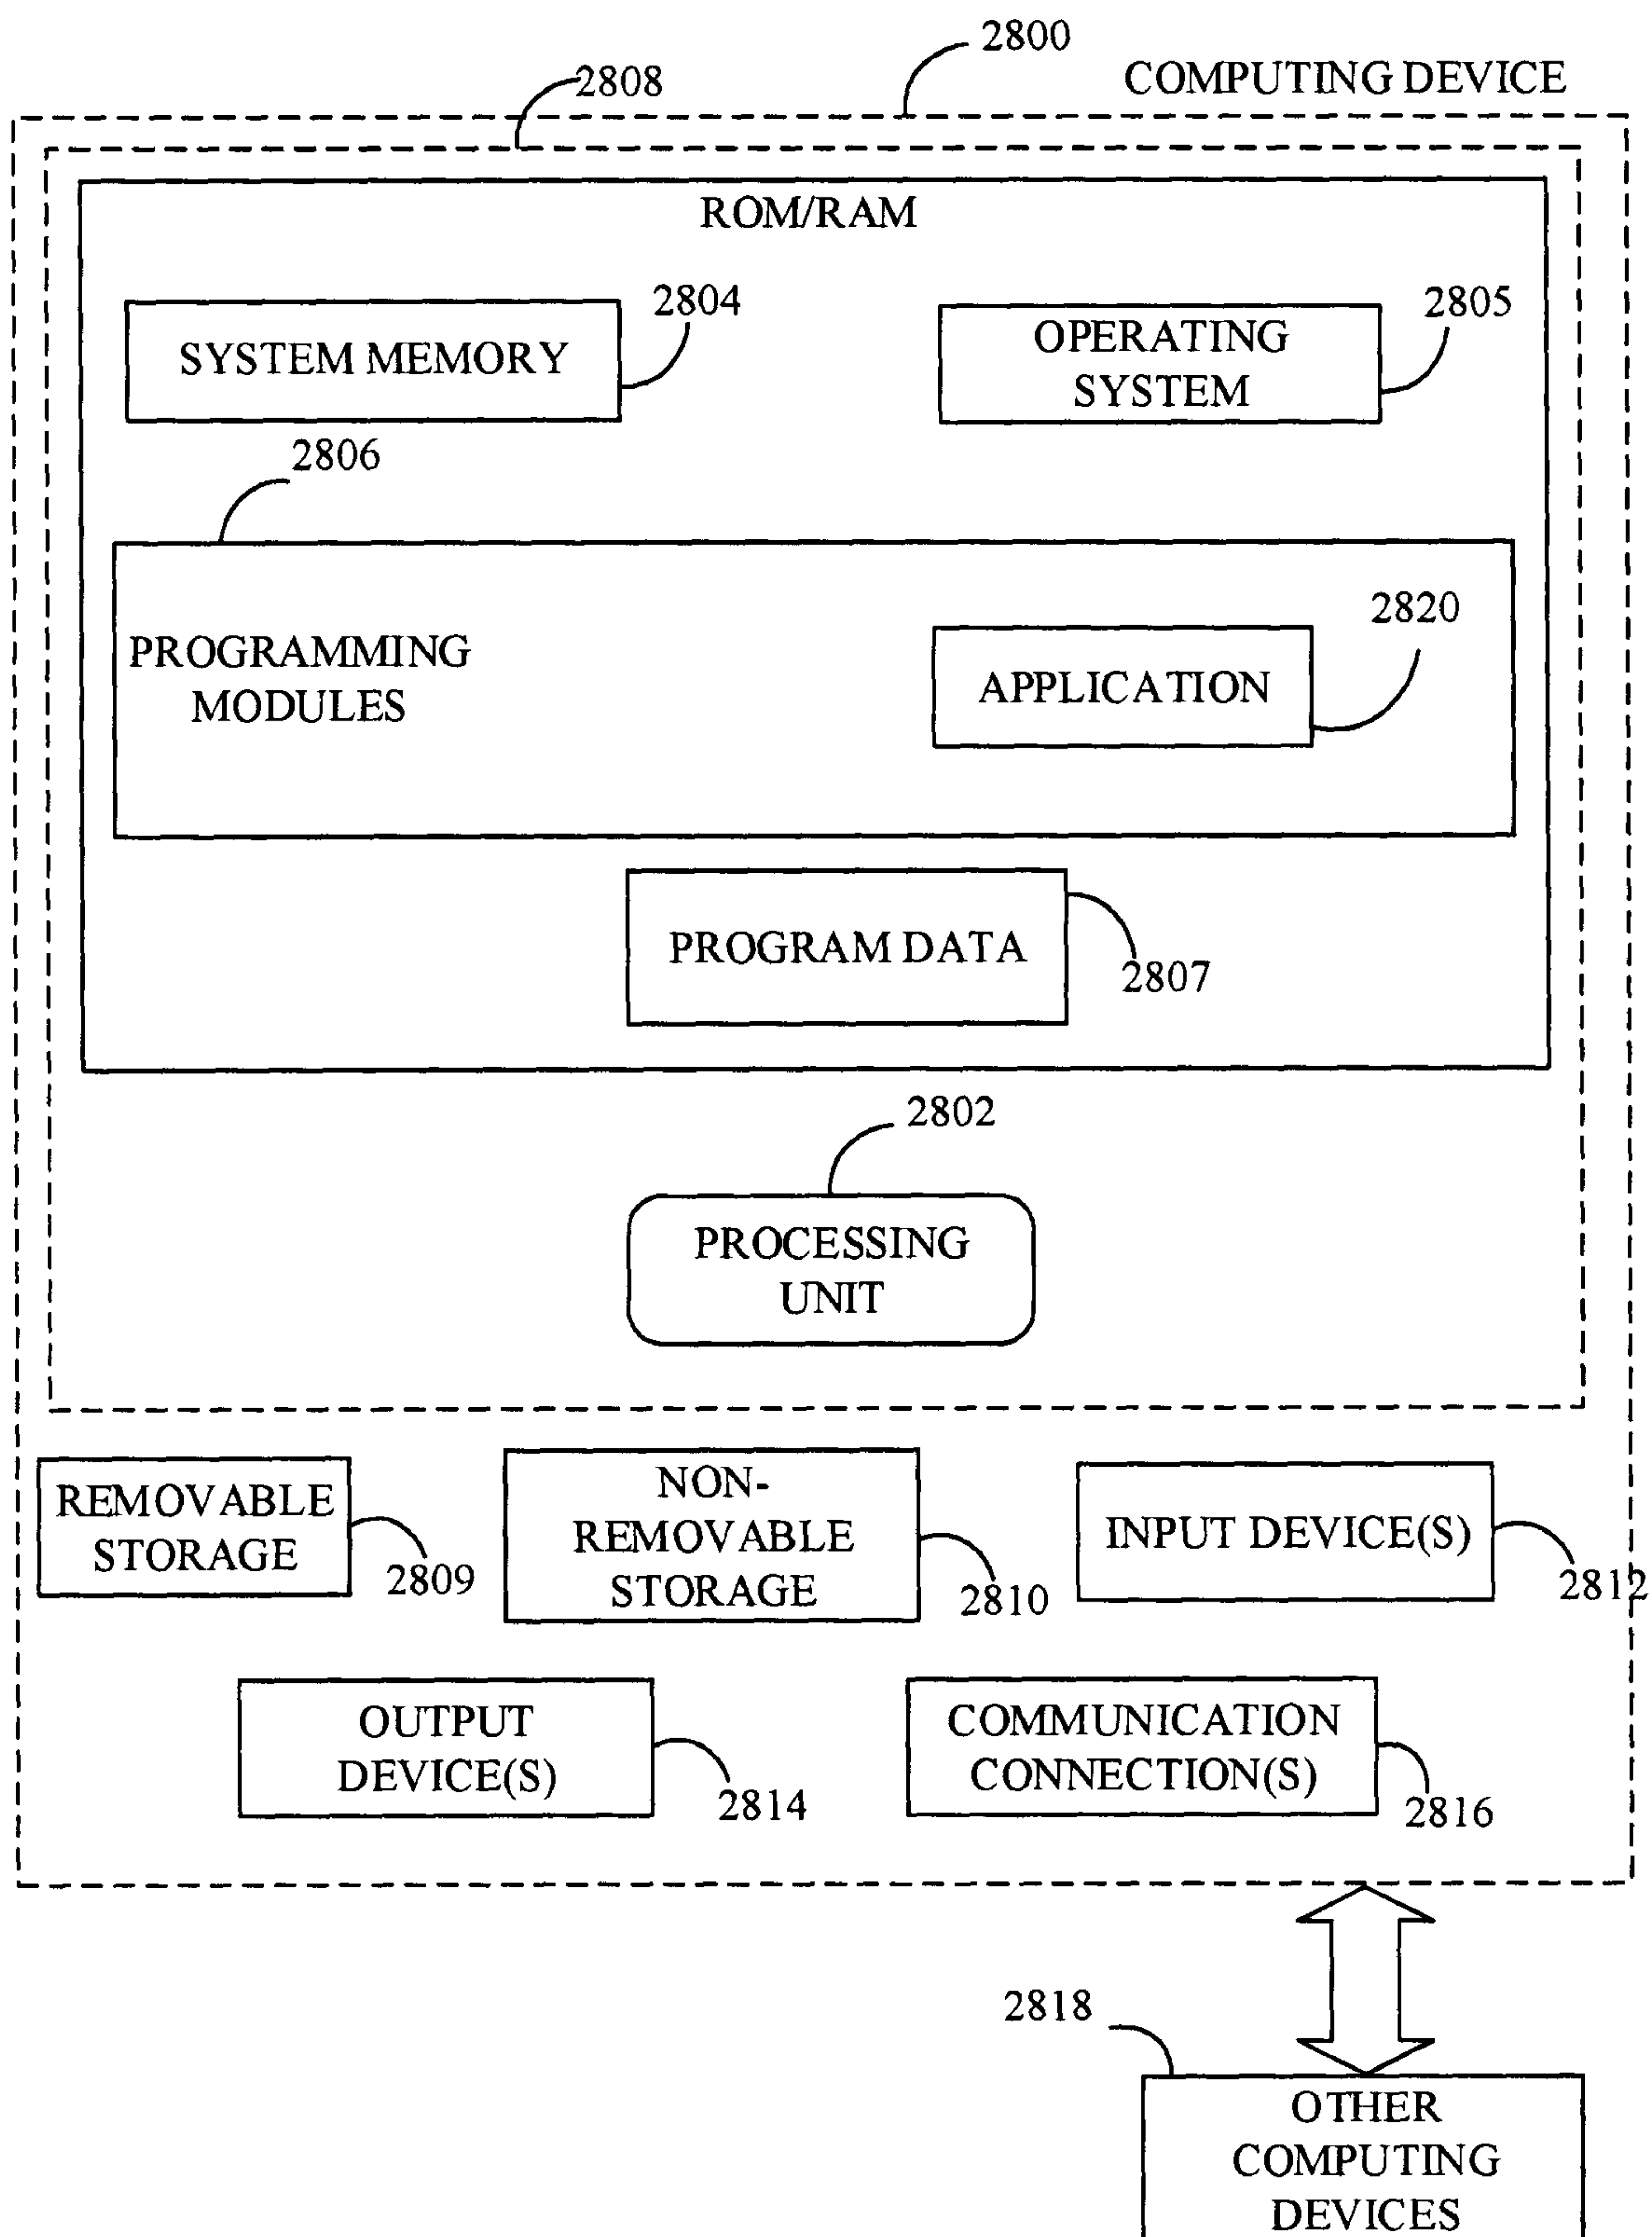 2800
COMPUTING DEVICE
2808
ROM/RAM
SYSTEM MEMORY
2804
OPERATING
SYSTEM
2805
2806
PROGRAMMING
MODULES
APPLICATION
2820
PROGRAM DATA
2807
2802
PROCESSING
UNIT
REMOVABLE
STORAGE
2809
NON-
REMOVABLE
STORAGE
2810
INPUT DEVICE(S)
2812
OUTPUT
DEVICE(S)
2814
COMMUNICATION
CONNECTION(S)
2816
2818
OTHER
COMPUTING
DEVICES